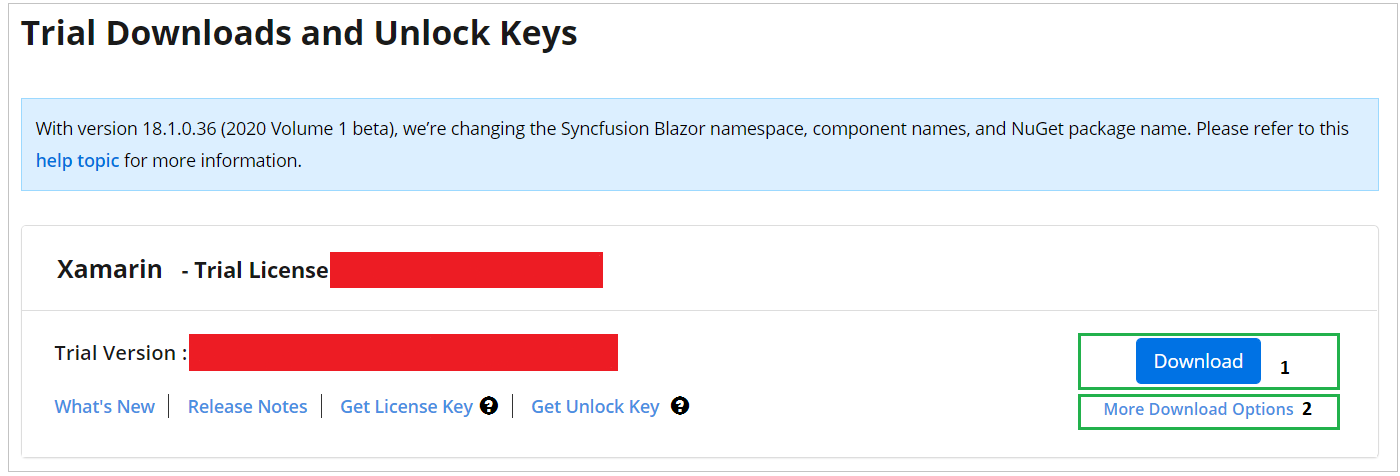 Trial Downloads and Unlock Keys
With version 18.1.0.36 (2020 Volume 1 beta), we’re changing the Syncfusion Blazor namespace, component names, and NuGet package name. Please refer to this
help topic for more information.
Xamarin - Trial License
Trial Version :
Download 1
What's New | Release Notes | Get License Key ? | Get Unlock Key ?
More Download Options 2